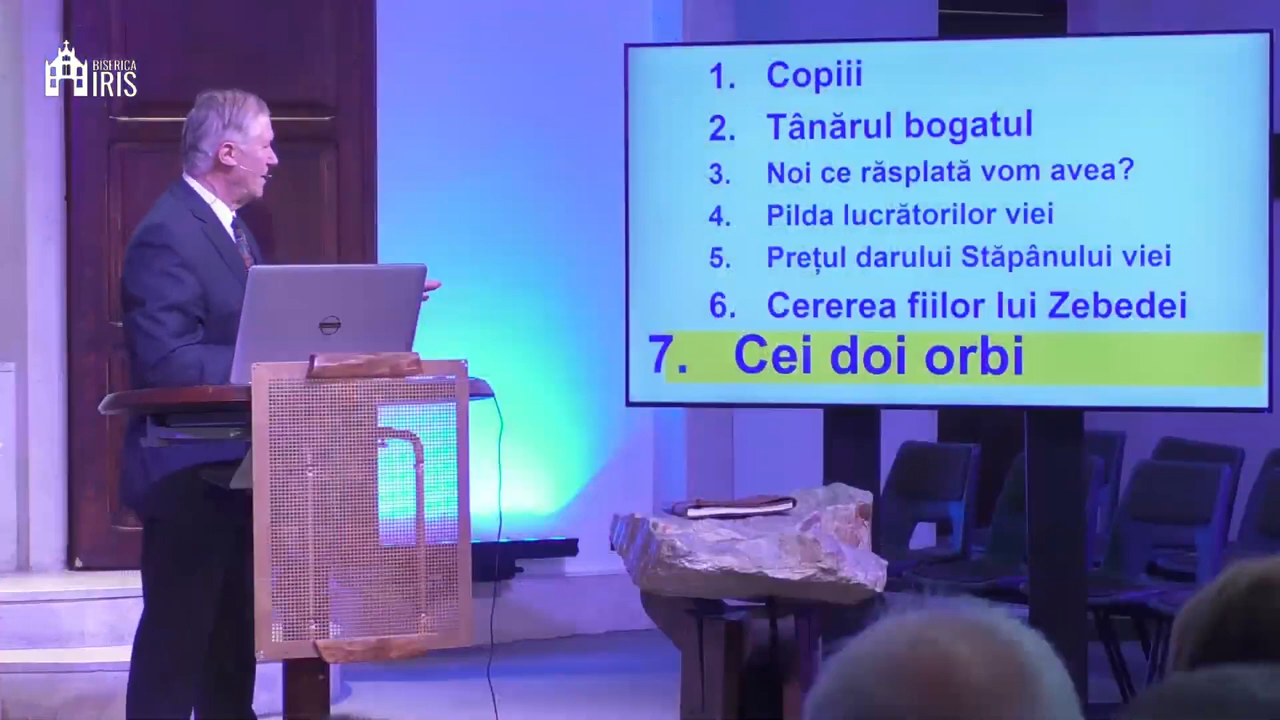 BISERICA
IRIS
1. Copiii
2. Tânărul bogatul
3. Noi ce răsplată vom avea?
4. Pilda lucrătorilor viei
5. Prețul darului Stăpânului viei
6. Cererea fiilor lui Zebedei
7. Cei doi orbi